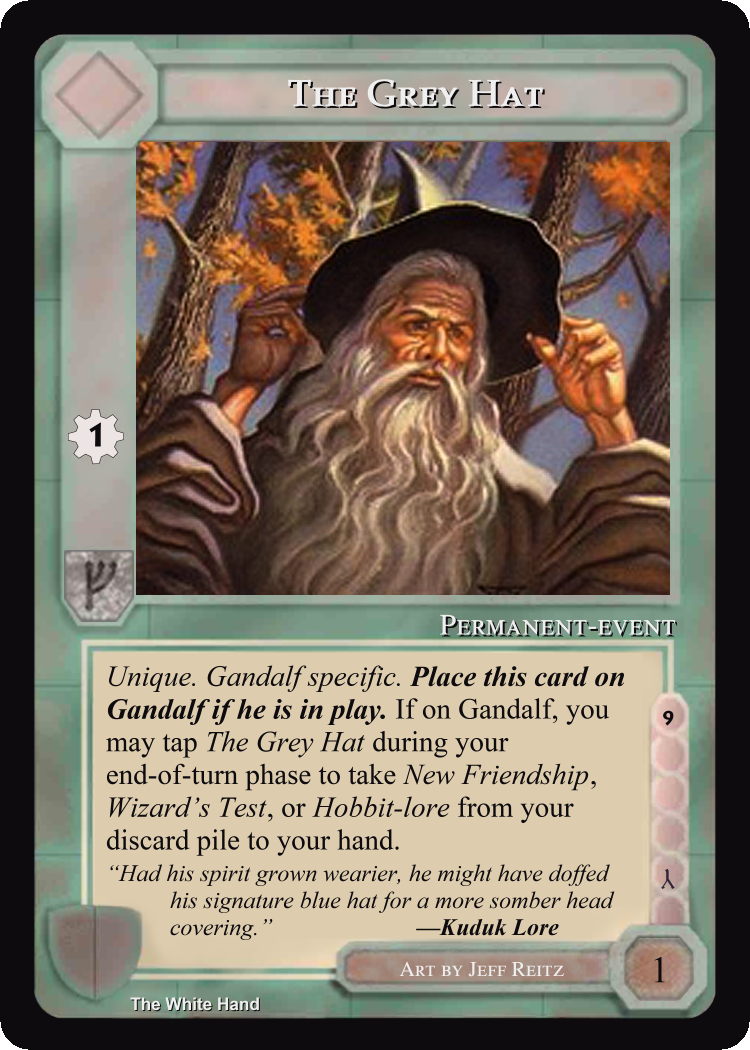 The Grey Hat
1
Permanent-event
Unique. Gandalf specific. Place this card on
Gandalf if he is in play. If on Gandalf, you
may tap The Grey Hat during your
end-of-turn phase to take New Friendship,
Wizard's Test, or Hobbit-lore from your
discard pile to your hand.
9
“Had his spirit grown wearier, he might have doffed
his signature blue hat for a more somber head
covering.” —Kuduk Lore
Art by Jeff Reitz
1
The White Hand